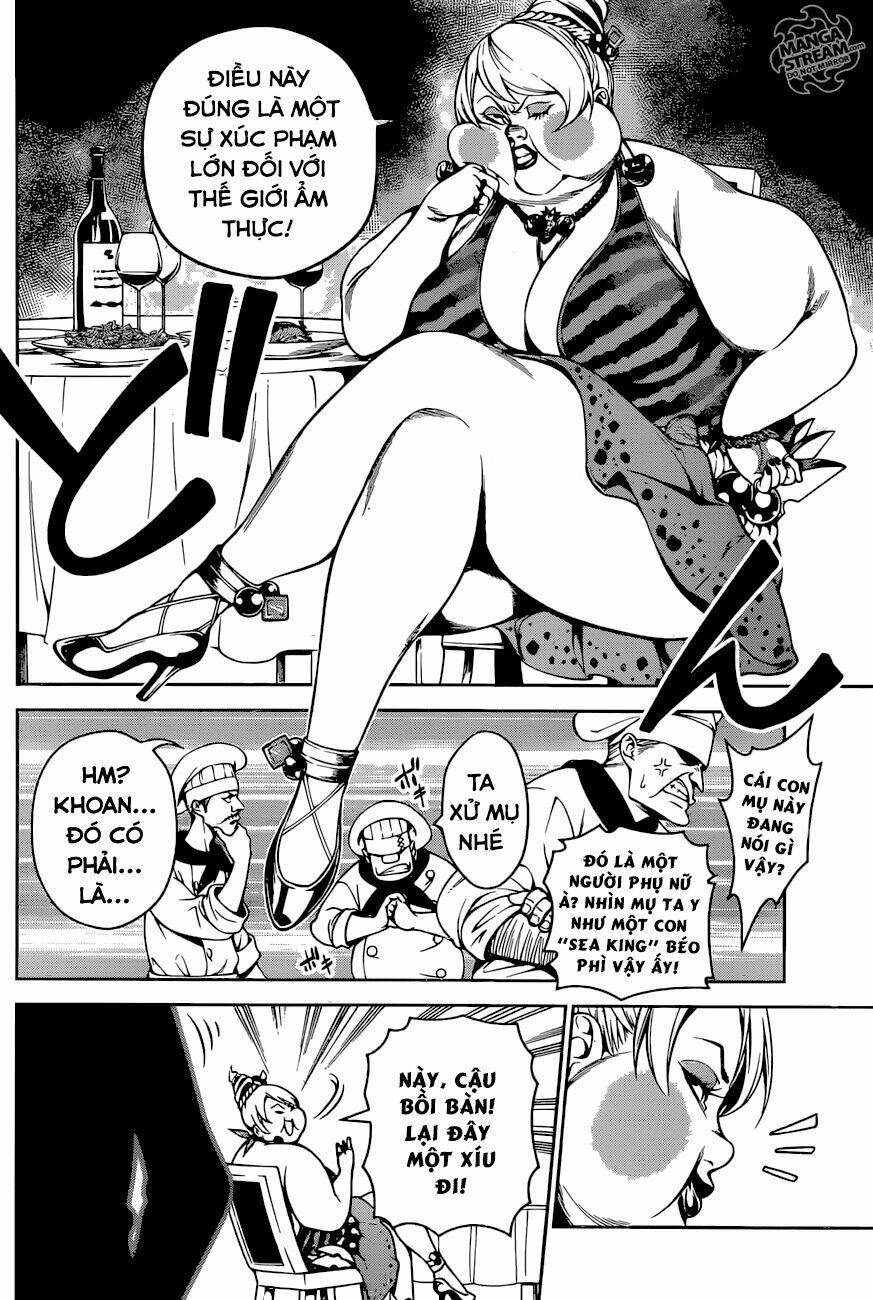 MANGA
STREAM.com
DO NOT MIRROR
ĐIỀU NÀY
ĐÚNG LÀ MỘT
SỰ XÚC PHẠM
LỚN ĐỐI VỚI
THẾ GIỚI ẨM
THỰC!
ドン
CÁI CON
MỤ NÀY
ĐANG
NÓI GÌ
VẬY?
ĐÓ LÀ MỘT
NGƯỜI PHỤ NỮ
À? NHÌN MỤ TA Y
NHƯ MỘT CON
"SEA KING" BÉO
PHÌ VẬY ẤY!
TA
XỬ MỤ
NHÉ
HM?
KHOAN...
ĐÓ CÓ
PHẢI...
LÀ...
NÀY, CẬU
BỒI BÀN!
LẠI ĐÂY
MỘT XÍU
ĐI!